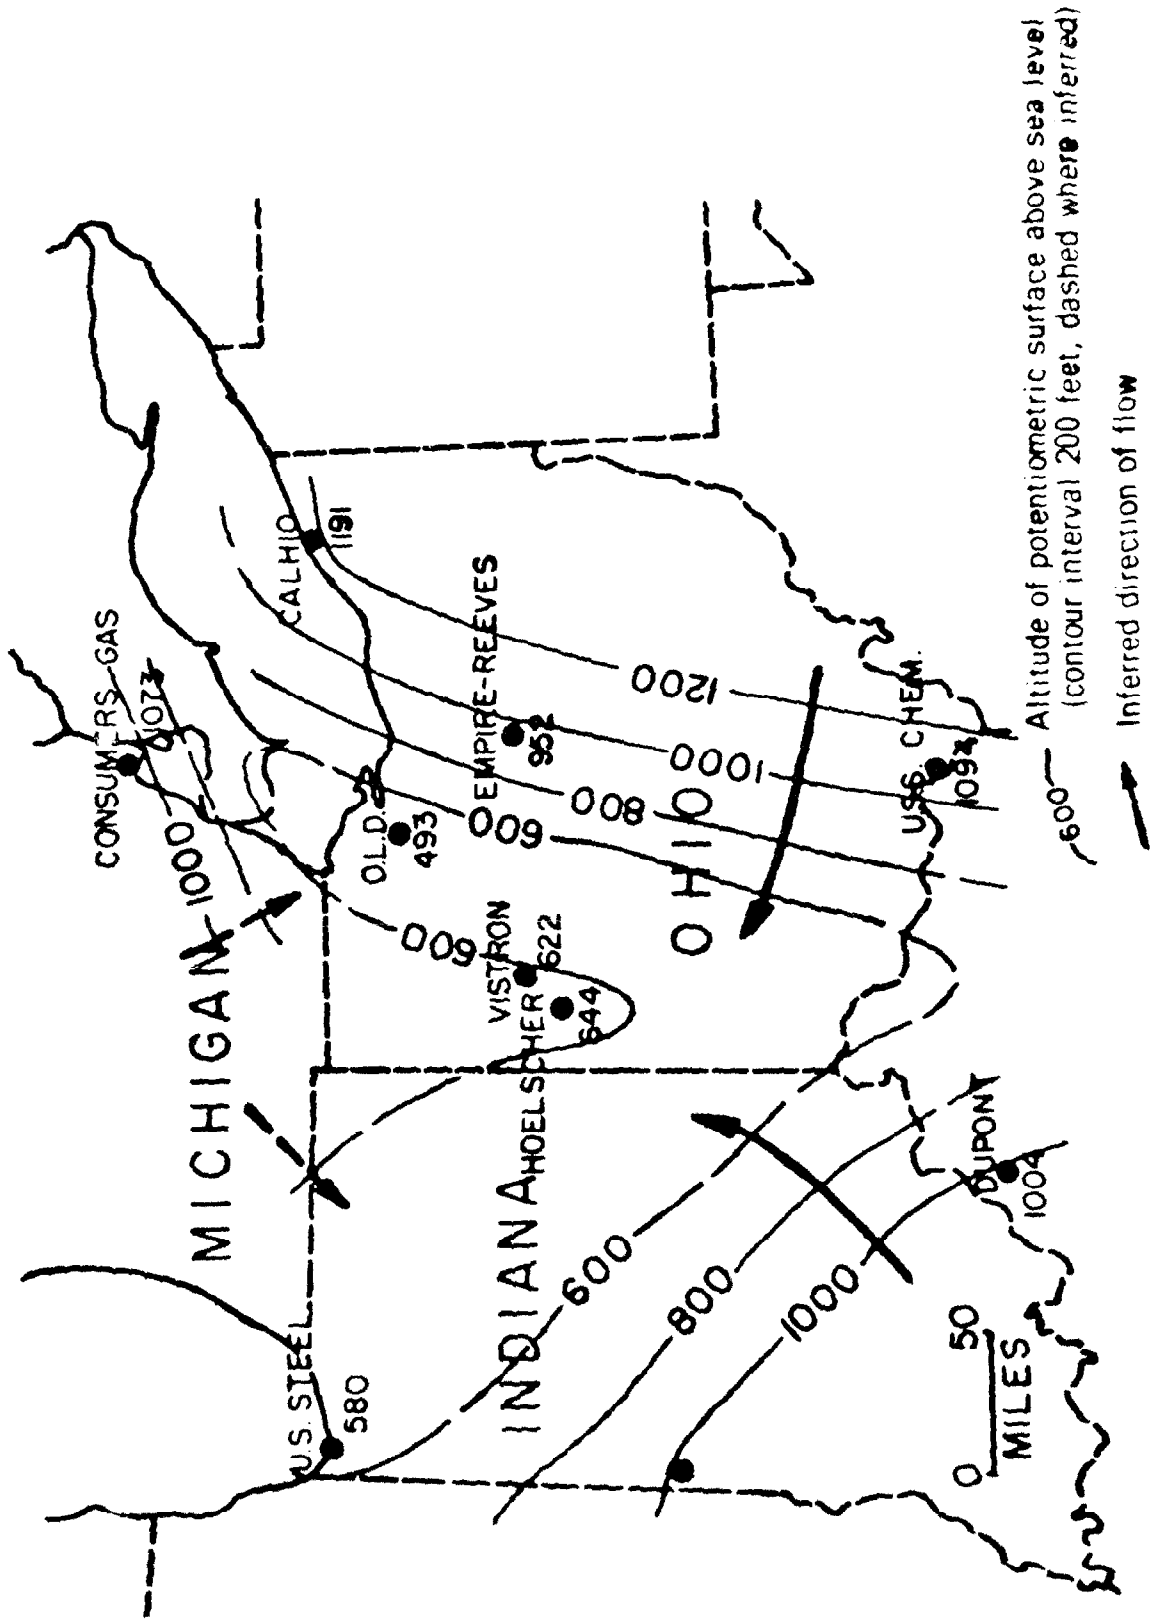 CONSUMERS GAS
1073
1000
MICHIGAN
U.S. STEEL
580
CALHIO
1191
O.L.D.
493
EMPIRE-REEVES
952
600
VISTRON
622
HOELSCHER
644
INDIANA
OHIO
600
800
1000
1200
600
800
1000
U.S.S. CHEM.
1094
DUPONT
1004
0 50
MILES
600 Altitude of potentiometric surface above sea level
(contour interval 200 feet, dashed where inferred)
Inferred direction of flow